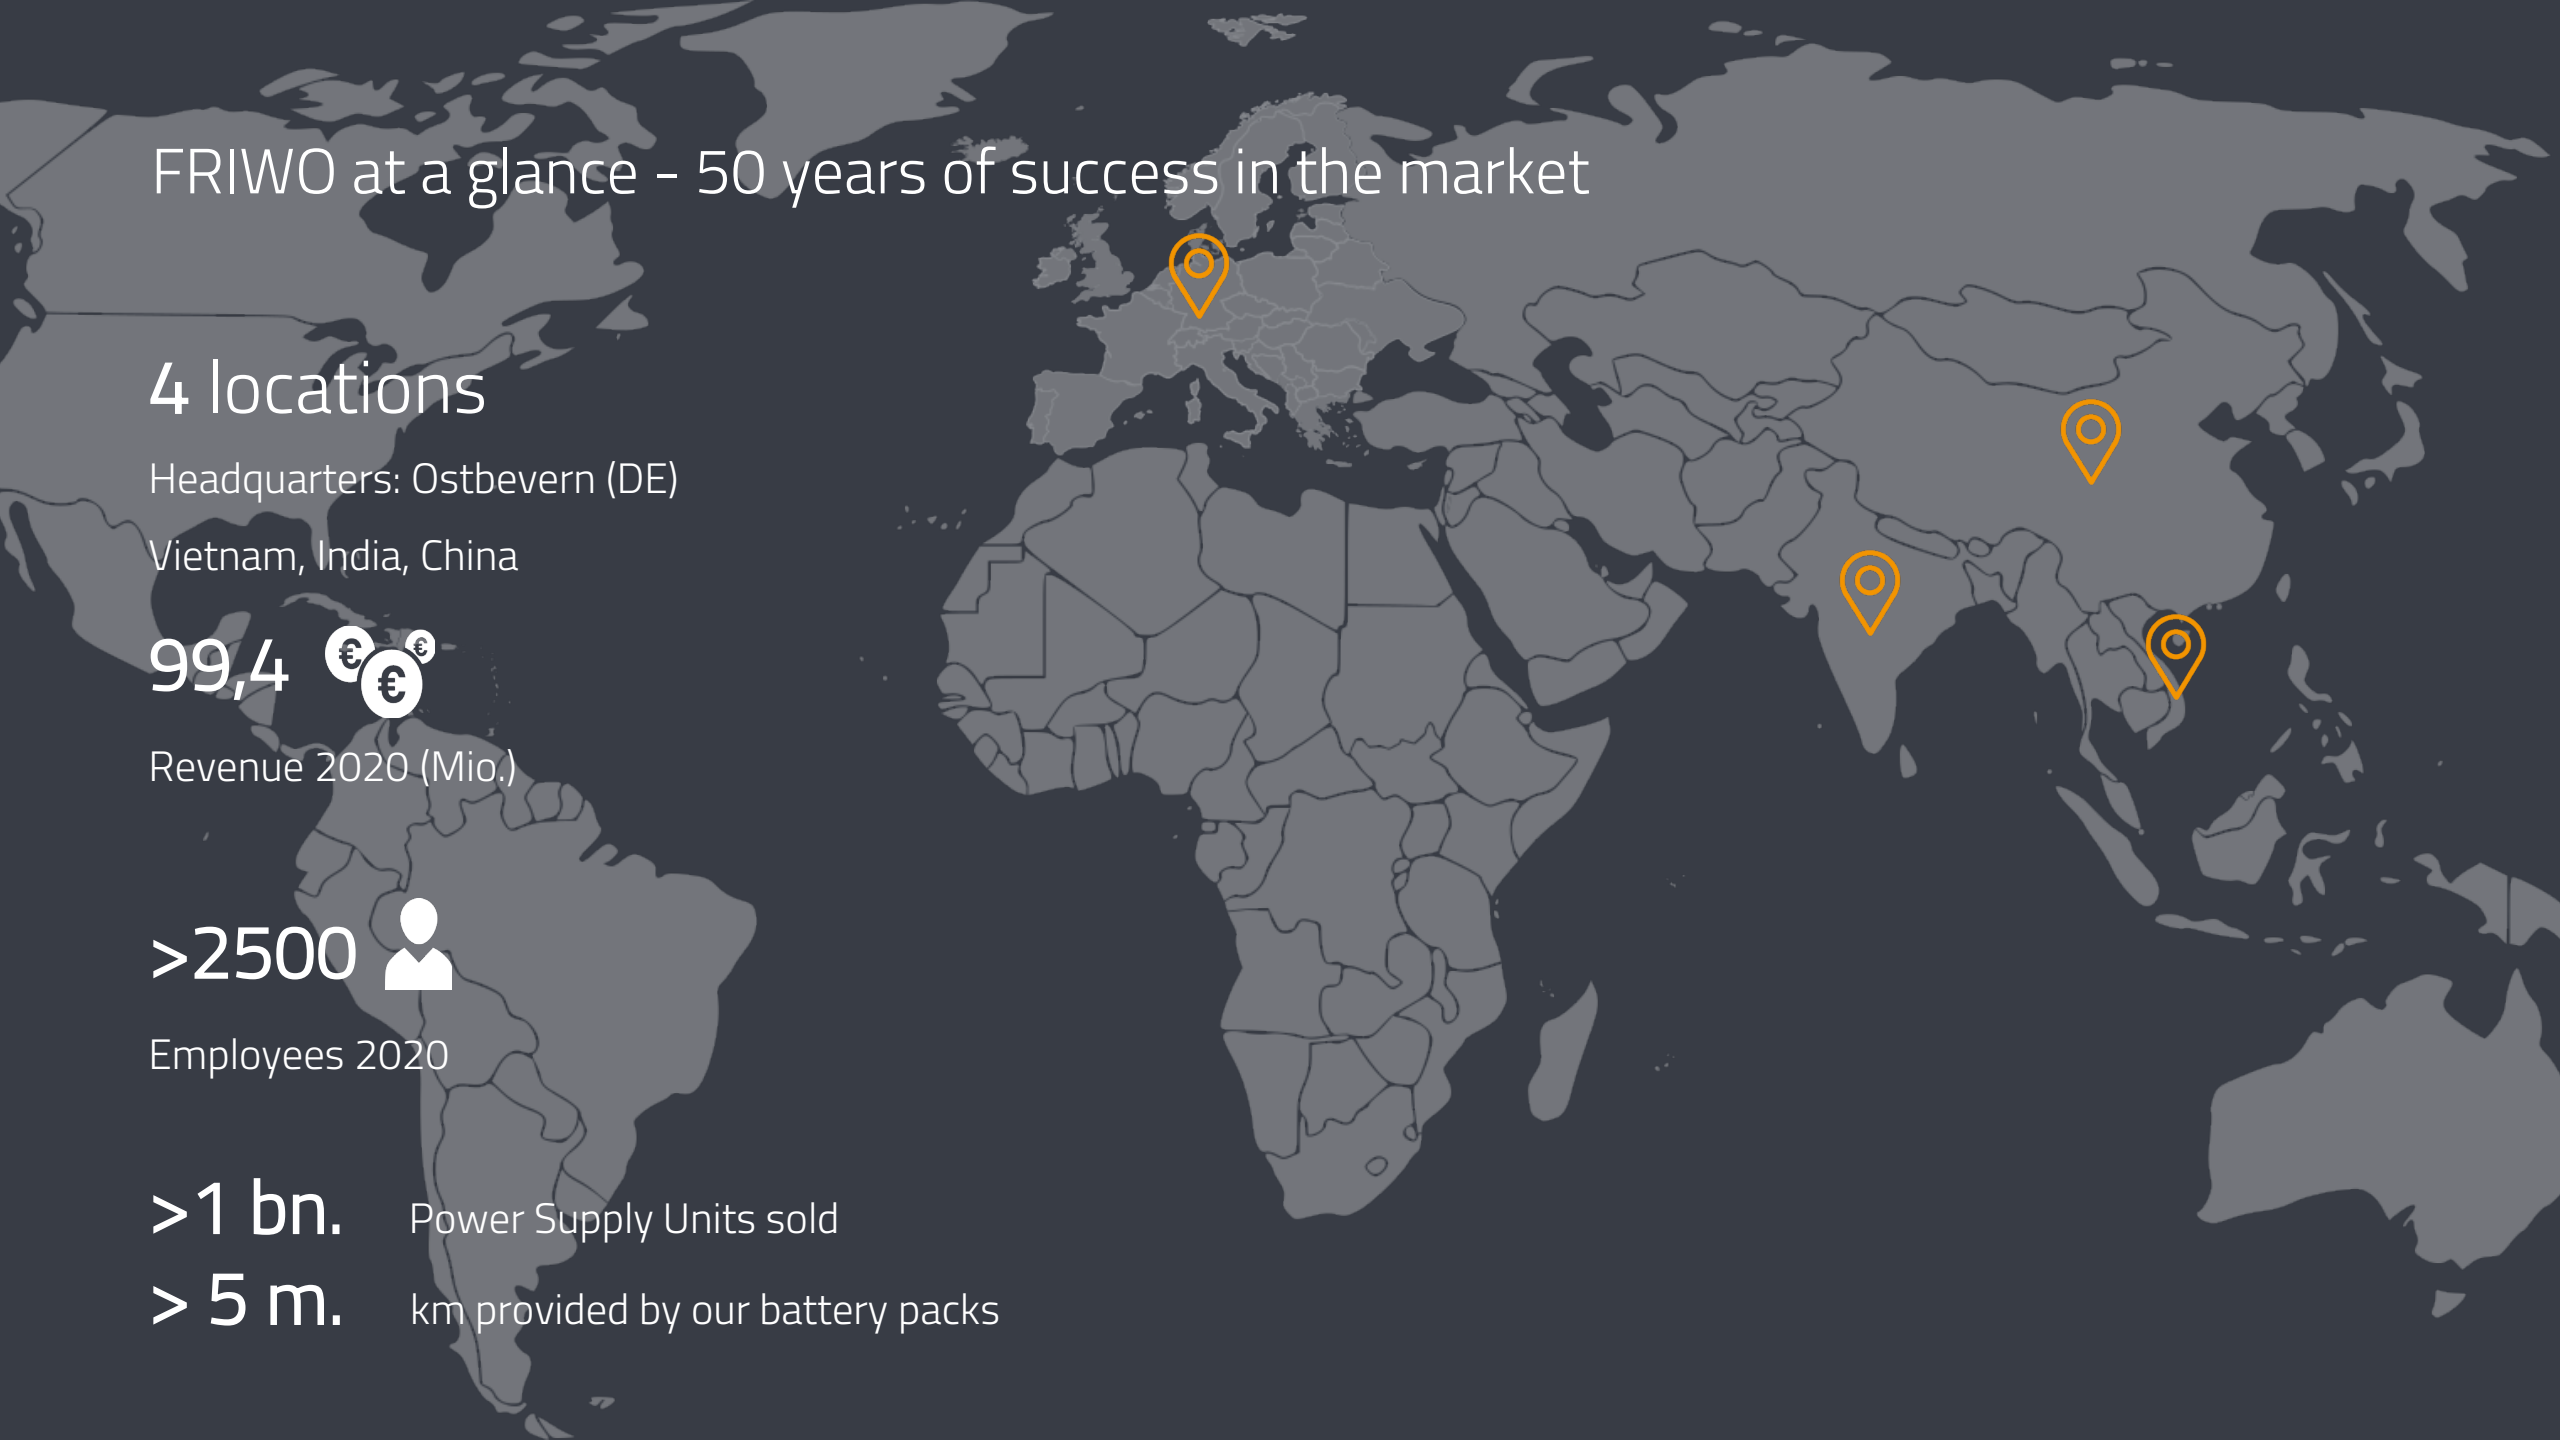 FRIWO at a glance - 50 years of success in the market
4 locations
Headquarters: Ostbevern (DE)
Vietnam, India, China
99,4 € € €
Revenue 2020 (Mio.)
>2500
Employees 2020
>1 bn. Power Supply Units sold
> 5 m. km provided by our battery packs